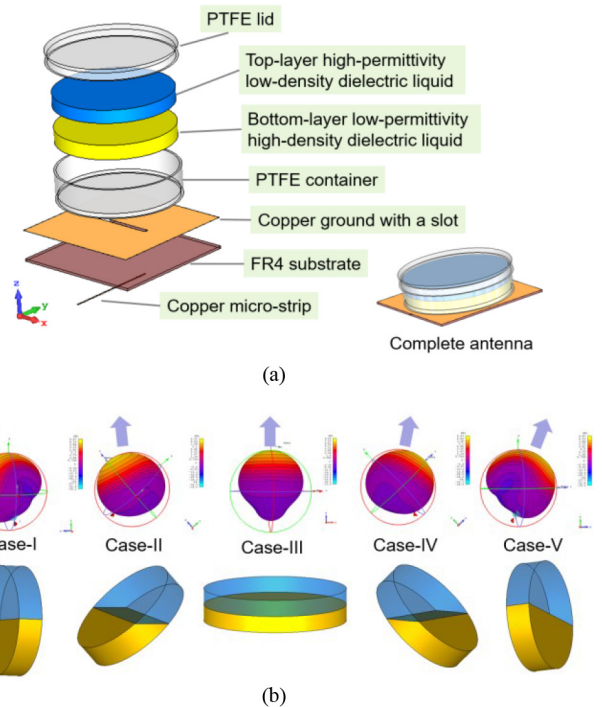 PTFE lid
Top-layer high-permittivity
low-density dielectric liquid
Bottom-layer low-permittivity
high-density dielectric liquid
PTFE container
Copper ground with a slot
FR4 substrate
Copper micro-strip
z
y
x
Complete antenna
(a)
ase-I
Case-II
Case-III
Case-IV
Case-V
(b)